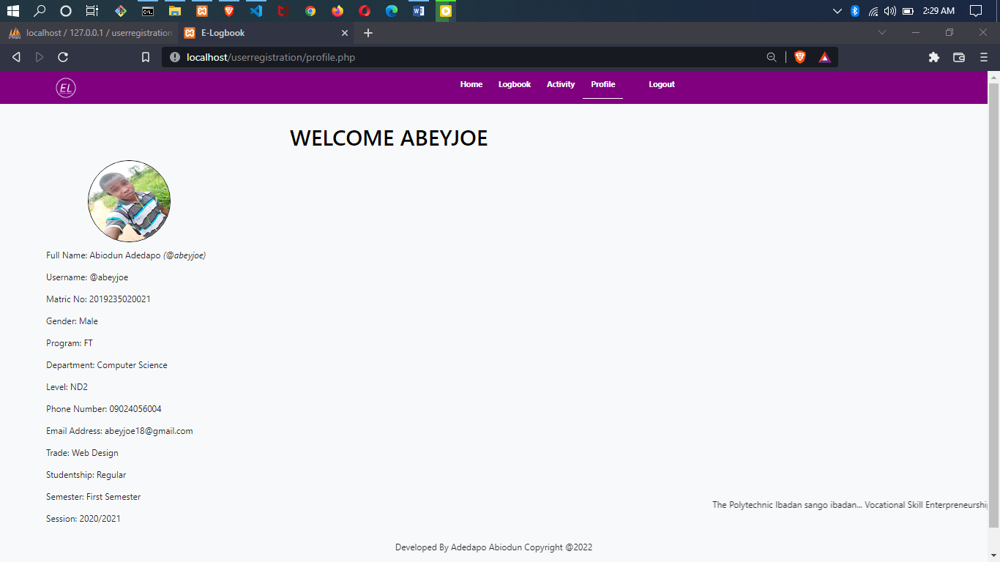 2:29 AM
localhost / 127.0.0.1 / userregistration
E-Logbook
localhost/userregistration/profile.php
EL
Home Logbook Activity Profile Logout
WELCOME ABEYJOE
Full Name: Abiodun Adedapo (@abeyjoe)
Username: @abeyjoe
Matric No: 2019235020021
Gender: Male
Program: FT
Department: Computer Science
Level: ND2
Phone Number: 09024056004
Email Address: abeyjoe18@gmail.com
Trade: Web Design
Studentship: Regular
Semester: First Semester
The Polytechnic Ibadan sango ibadan... Vocational Skill Enterpreneurship
Session: 2020/2021
Developed By Adedapo Abiodun Copyright @2022